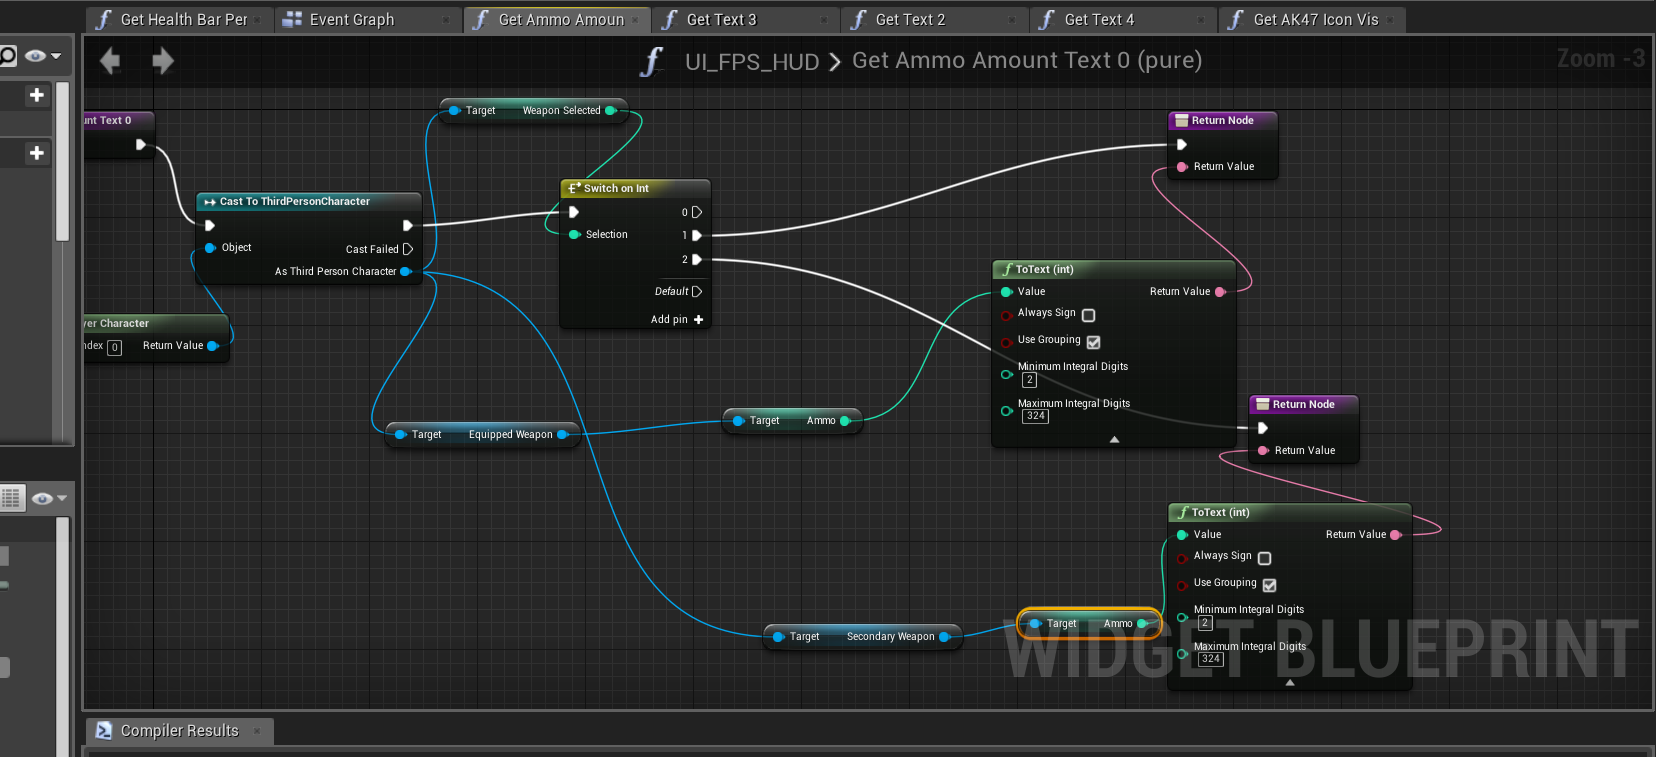 Get Health Bar Per
Event Graph
Get Ammo Amoun
Get Text 3
Get Text 2
Get Text 4
Get AK47 Icon Vis
UI_FPS_HUD > Get Ammo Amount Text 0 (pure)
Zoom -3
unt Text 0
Target Weapon Selected
Return Node
Return Value
Switch on Int
0
Selection 1
2
Default
Add pin
Cast To ThirdPersonCharacter
Object
Cast Failed
As Third Person Character
ver Character
ndex 0 Return Value
ToText (int)
Value Return Value
Always Sign
Use Grouping
Minimum Integral Digits
2
Maximum Integral Digits
324
Target Equipped Weapon
Target Ammo
Return Node
Return Value
ToText (int)
Value Return Value
Always Sign
Use Grouping
Minimum Integral Digits
2
Maximum Integral Digits
324
Target Secondary Weapon
Target Ammo
WIDGET BLUEPRINT
Compiler Results